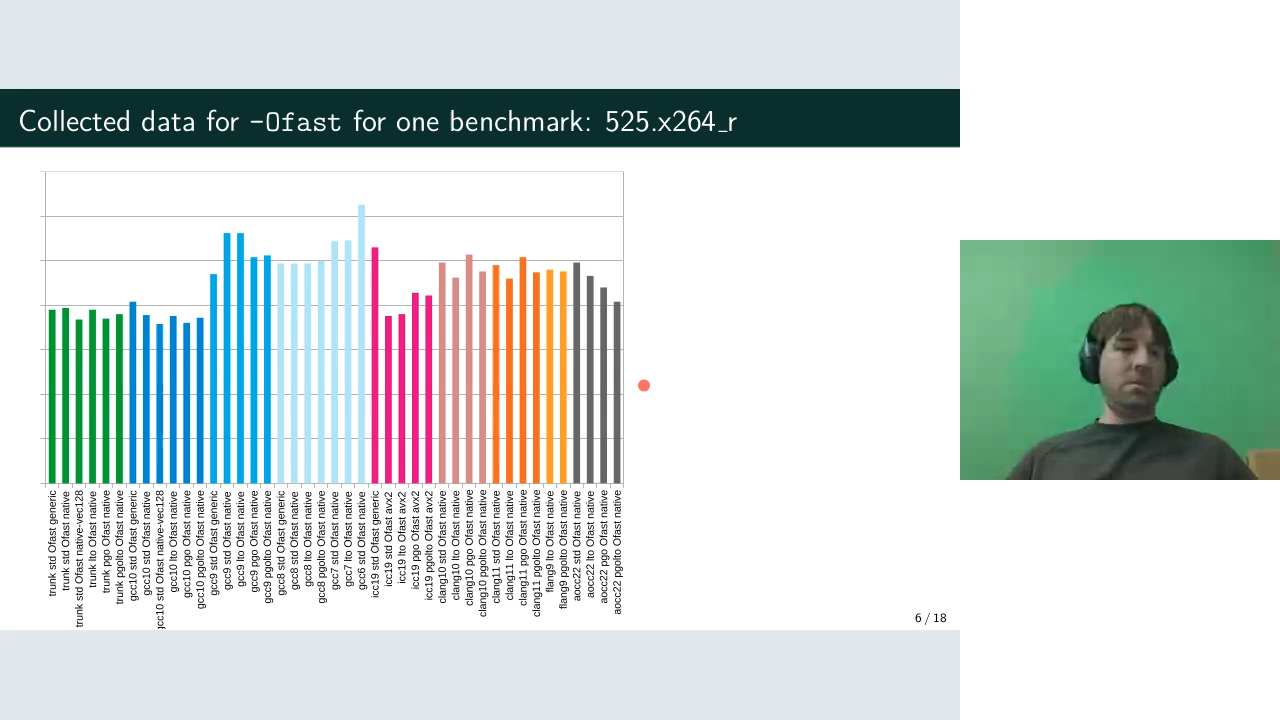 Collected data for -Ofast for one benchmark: 525.x264_r
trunk std Ofast generic
trunk std Ofast native
trunk std Ofast native-vec128
trunk lto Ofast native
trunk pgo Ofast native
trunk pgolto Ofast native
gcc10 std Ofast generic
gcc10 std Ofast native
gcc10 std Ofast native-vec128
gcc10 lto Ofast native
gcc10 pgo Ofast native
gcc10 pgolto Ofast native
gcc9 std Ofast generic
gcc9 std Ofast native
gcc9 lto Ofast native
gcc9 pgo Ofast native
gcc9 pgolto Ofast native
gcc8 std Ofast generic
gcc8 std Ofast native
gcc8 lto Ofast native
gcc8 pgolto Ofast native
gcc7 std Ofast native
gcc7 lto Ofast native
gcc6 std Ofast native
icc19 std Ofast generic
icc19 std Ofast avx2
icc19 lto Ofast avx2
icc19 pgo Ofast avx2
icc19 pgolto Ofast avx2
clang10 std Ofast native
clang10 lto Ofast native
clang10 pgo Ofast native
clang10 pgolto Ofast native
clang11 std Ofast native
clang11 lto Ofast native
clang11 pgo Ofast native
clang11 pgolto Ofast native
flang9 lto Ofast native
flang9 pgolto Ofast native
aocc22 std Ofast native
aocc22 lto Ofast native
aocc22 pgo Ofast native
aocc22 pgolto Ofast native
6 / 18